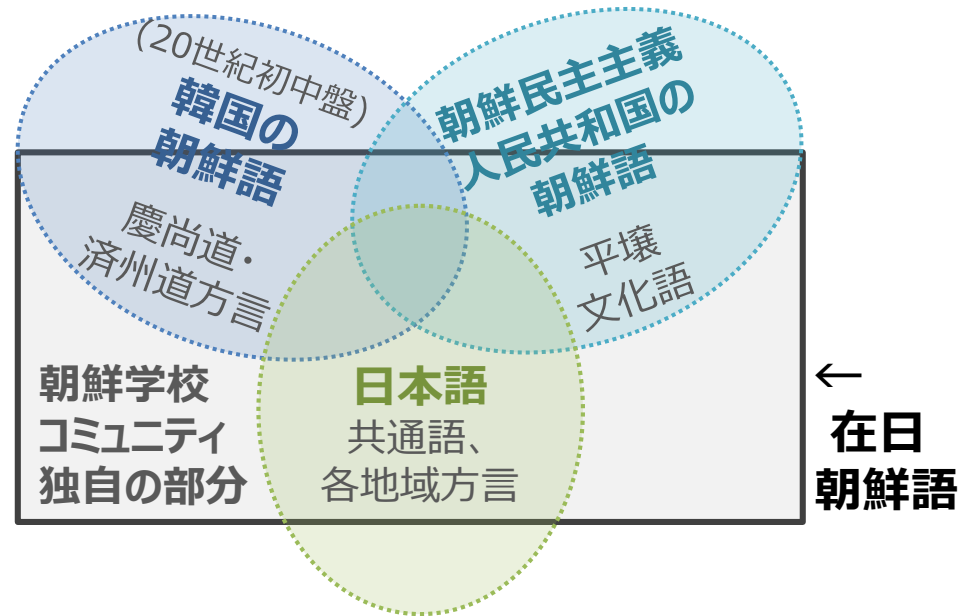 (20世紀初中盤)
韓国の
朝鮮語
慶尚道・
済州道方言
朝鮮民主主義
人民共和国の
朝鮮語
平壌
文化語
日本語
共通語、
各地域方言
朝鮮学校
コミュニティ
独自の部分
←
在日
朝鮮語